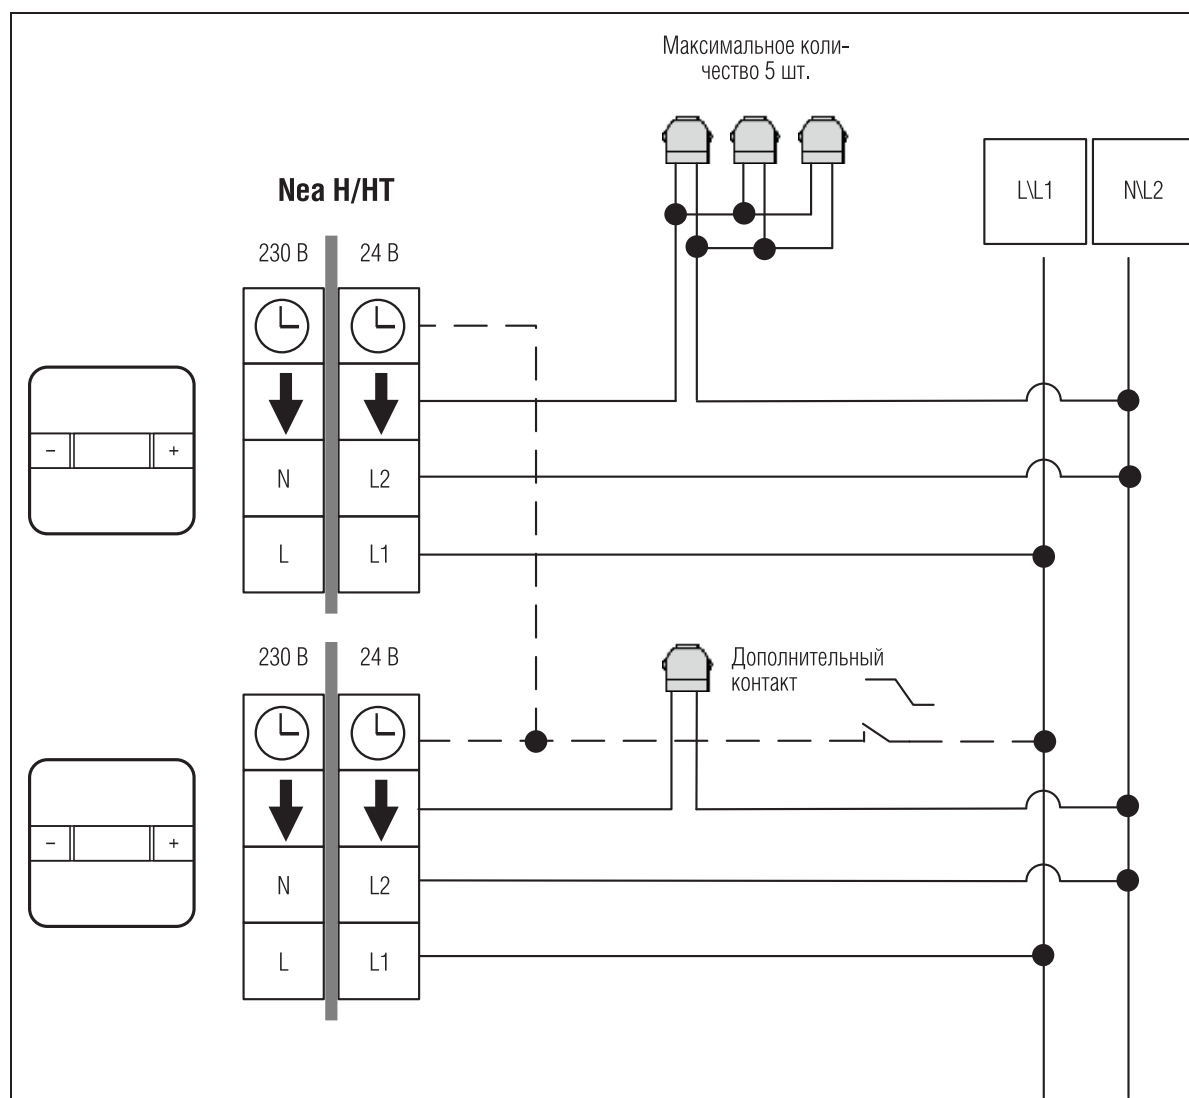 Максимальное коли-
чество 5 шт.
L\L1
N\L2
Nea H/HT
230 В
24 В
N
L2
L
L1
-
+
230 В
24 В
Дополнительный
контакт
N
L2
L
L1
-
+